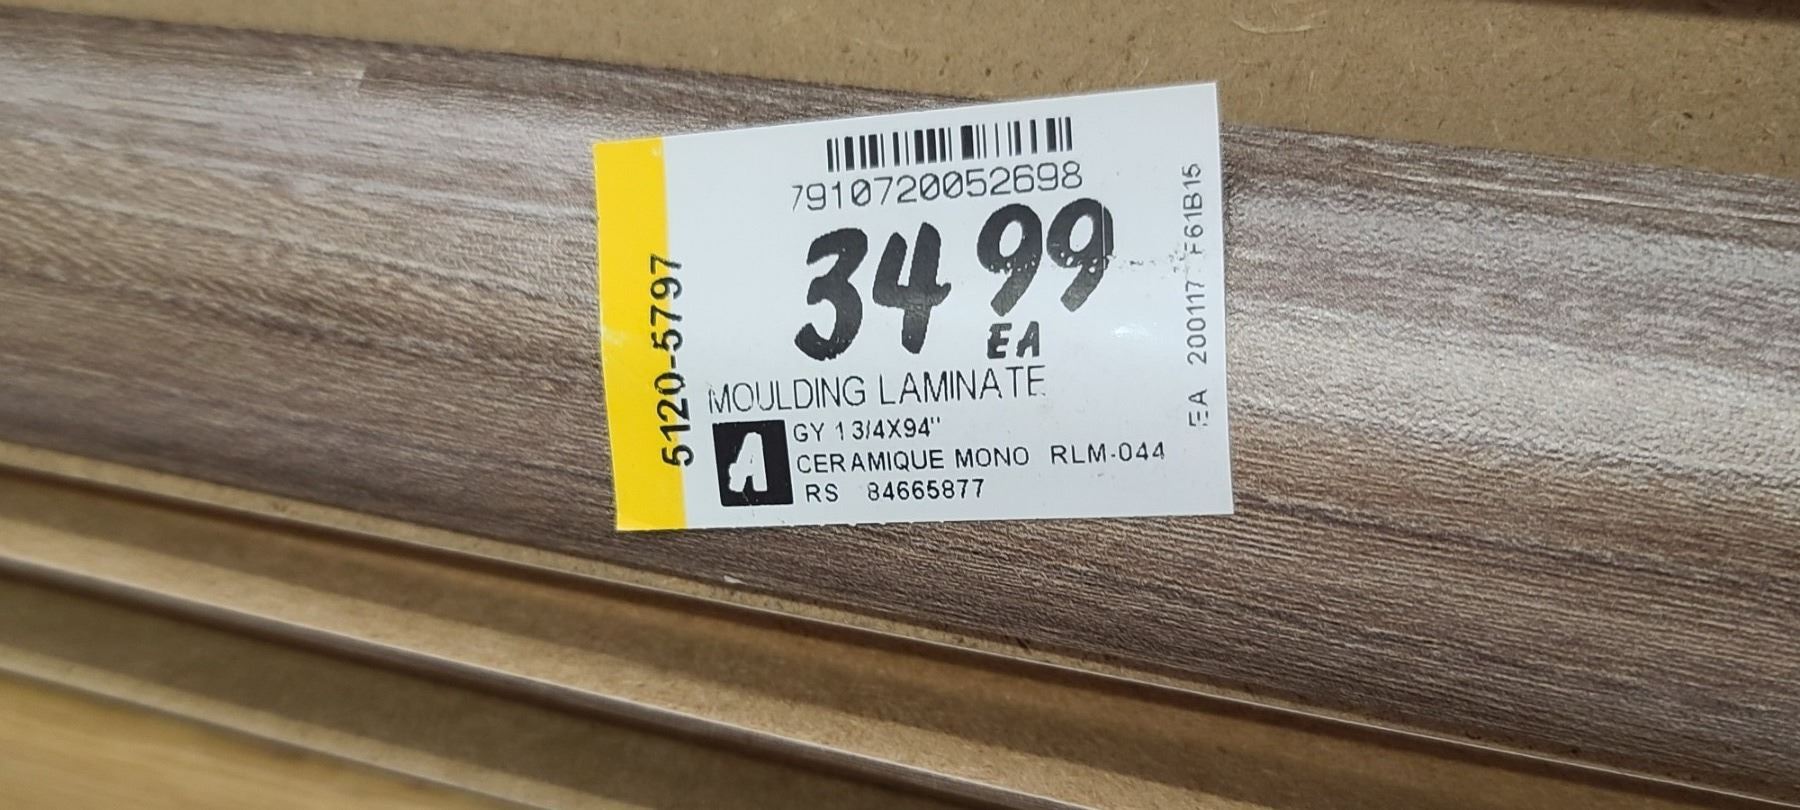 7910720052698
34 99
EA
MOULDING LAMINATE
GY 1 3/4X94"
CERAMIQUE MONO RLM-044
A
RS 84665877
5120-5797
EA 200117 F61B15